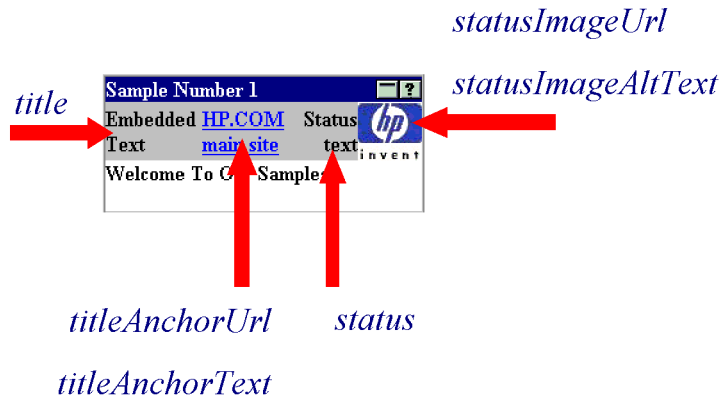 statusImageUrl
statusImageAltText
title
Sample Number 1 ?
Embedded HP.COM Status
Text main site text
hp
invent
Welcome To Samples
titleAnchorUrl status
titleAnchorText